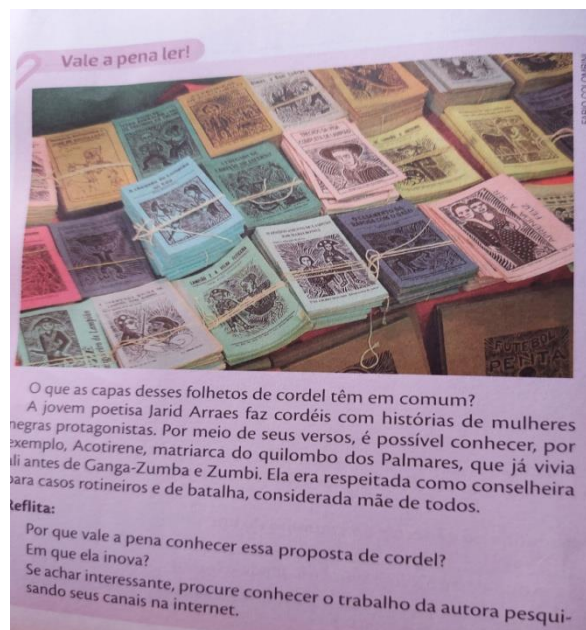 Vale a pena ler!
FABIO COLOMBINI
FUTEBOL
PENTA
O que as capas desses folhetos de cordel têm em comum?
A jovem poetisa Jarid Arraes faz cordéis com histórias de mulheres
negras protagonistas. Por meio de seus versos, é possível conhecer, por
exemplo, Acotirene, matriarca do quilombo dos Palmares, que já vivia
ali antes de Ganga-Zumba e Zumbi. Ela era respeitada como conselheira
para casos rotineiros e de batalha, considerada mãe de todos.
Reflita:
Por que vale a pena conhecer essa proposta de cordel?
Em que ela inova?
Se achar interessante, procure conhecer o trabalho da autora pesqui-
sando seus canais na internet.